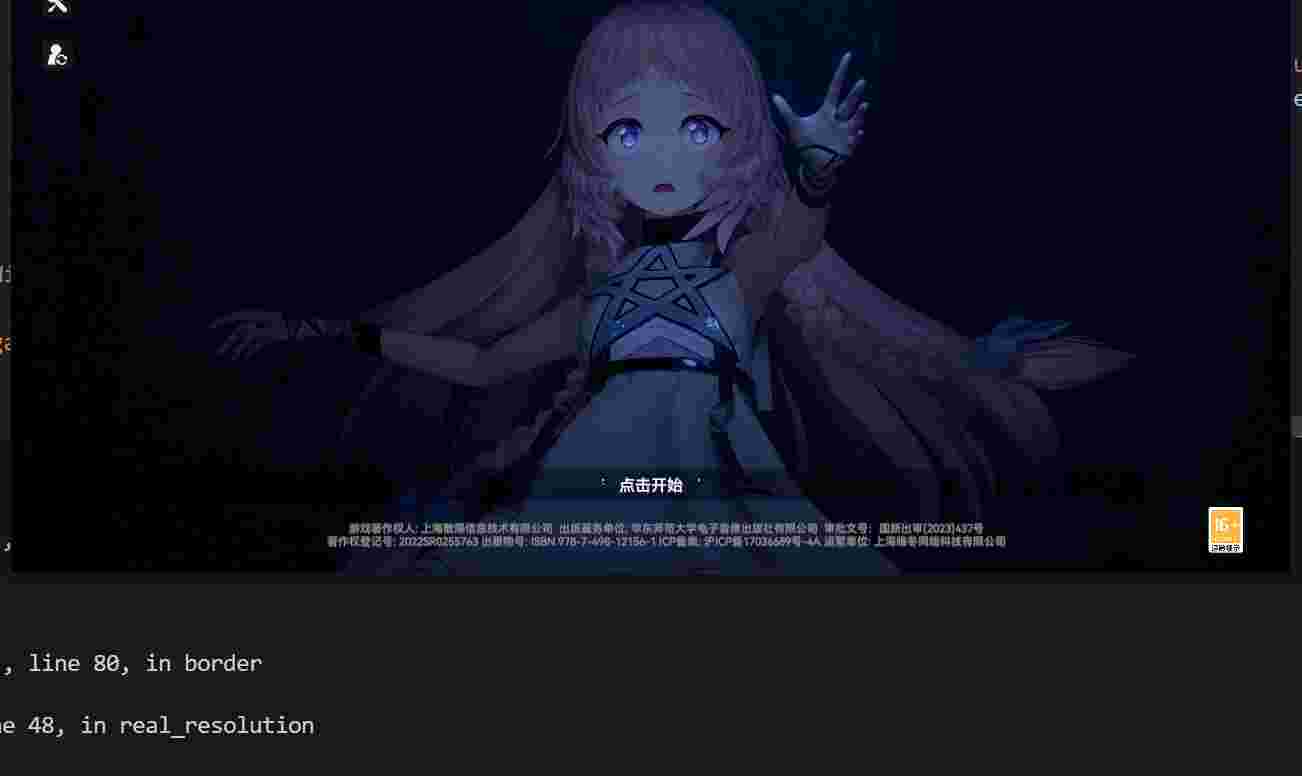 点击开始
游戏著作权人: 上海散爆信息技术有限公司 出版服务单位: 华东师范大学电子音像出版社有限公司 审批文号: 国新出审(2023)437号
著作权登记号: 2022SR0255763 出版物号: ISBN 978-7-498-12156-1 ICP备案: 沪ICP备17036589号-4A 运营单位: 上海暗冬网络科技有限公司
16+
适龄提示
, line 80, in border
e 48, in real_resolution